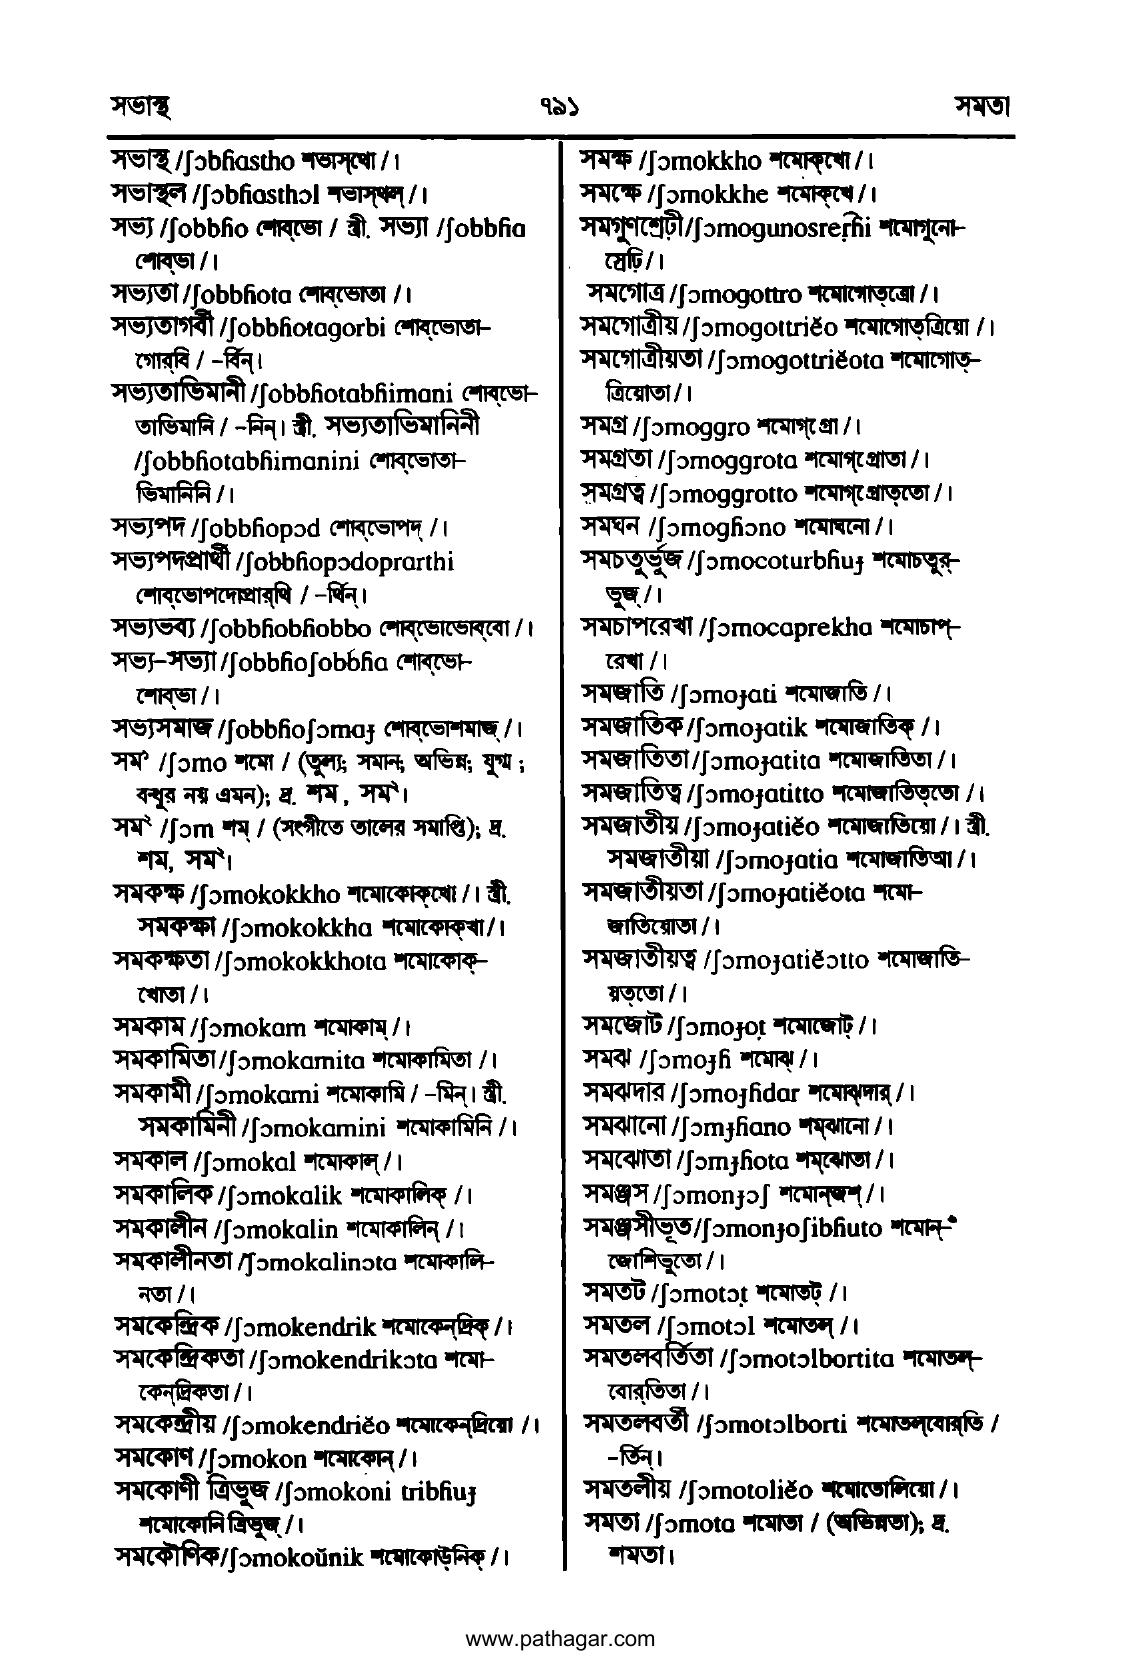 সভাস্থ ৭৯১ সমতা
সভাস্থ /ʃɔbɦastho শভাস্‌থো/।
সভাস্থল /ʃɔbɦasthɔl শভাস্‌থল্/।
সভ্য /ʃobbɦo শোব্‌ভো / স্ত্রী. সভ্যা /ʃobbɦa
শোব্‌ভা/।
সভ্যতা /ʃobbɦota শোব্‌ভোতা /।
সভ্যতাগর্বী /ʃobbɦotagorbi শোব্‌ভোতা-
গোর্‌বি / -র্বিন্।
সভ্যতাভিমানী /ʃobbɦotabɦimani শোব্‌ভো-
তাভিমানি / -নিন্। স্ত্রী. সভ্যতাভিমানিনী
/ʃobbɦotabɦimanini শোব্‌ভোতা-
ভিমানিনি /।
সভ্যপদ /ʃobbɦopɔd শোব্‌ভোপদ্ /।
সভ্যপদপ্রার্থী /ʃobbɦopɔdoprarthi
শোব্‌ভোপদোপ্রার্‌থি / -র্থিন্।
সভ্যভব্য /ʃobbɦobɦobbo শোব্‌ভোভোব্‌বো /।
সভ্য-সভ্যা /ʃobbɦoʃobbɦa শোব্‌ভো-
শোব্‌ভা /।
সভ্যসমাজ /ʃobbɦoʃɔmaɟ শোব্‌ভোশমাজ্ /।
সম¹ /ʃɔmo শমো / (তুল্য; সমান; অভিন্ন; যুগ্ম ;
বন্ধুর নয় এমন); দ্র. শম , সম²।
সম² /ʃɔm শম্ / (সংগীতে তালের সমাপ্তি); দ্র.
শম, সম¹।
সমকক্ষ /ʃɔmokokkho শমোকোক্‌খো /। স্ত্রী.
সমকক্ষা /ʃɔmokokkha শমোকোক্‌খা/।
সমকক্ষতা /ʃɔmokokkhota শমোকোক্-
খোতা /।
সমকাম /ʃɔmokam শমোকাম্ /।
সমকামিতা /ʃɔmokamita শমোকামিতা /।
সমকামী /ʃɔmokami শমোকামি / -মিন্। স্ত্রী.
সমকামিনী /ʃɔmokamini শমোকামিনি /।
সমকাল /ʃɔmokal শমোকাল্ /।
সমকালিক /ʃɔmokalik শমোকালিক্ /।
সমকালীন /ʃɔmokalin শমোকালিন্ /।
সমকালীনতা /ʃɔmokalinɔta শমোকালি-
নতা /।
সমকেন্দ্রিক /ʃɔmokendrik শমোকেন্‌দ্রিক্ /।
সমকেন্দ্রিকতা /ʃɔmokendrikɔta শমো-
কেন্‌দ্রিকতা /।
সমকেন্দ্রীয় /ʃɔmokendriĕo শমোকেন্‌দ্রিয়ো /।
সমকোণ /ʃɔmokon শমোকোন্ /।
সমকোণী ত্রিভুজ /ʃɔmokoni tribɦuɟ
শমোকোনি ত্রিভুজ্ /।
সমকৌণিক/ʃɔmokoŭnik শমোকোউ্‌নিক্ /।
সমক্ষ /ʃɔmokkho শমোক্‌খো /।
সমক্ষে /ʃɔmokkhe শমোক্‌খে /।
সমগুণশ্রেঢ়ী/ʃɔmogunosreṛɦi শমোগুনো-
স্রেঢ়ি /।
সমগোত্র /ʃɔmogottro শমোগোত্‌ত্রো /।
সমগোত্রীয় /ʃɔmogottriĕo শমোগোত্‌ত্রিয়ো /।
সমগোত্রীয়তা /ʃɔmogottriĕota শমোগোত্-
ত্রিয়োতা /।
সমগ্র /ʃɔmoggro শমোগ্‌গ্রো /।
সমগ্রতা /ʃɔmoggrota শমোগ্‌গ্রোতা /।
সমগ্রত্ব /ʃɔmoggrotto শমোগ্‌গ্রোত্‌তো /।
সমঘন /ʃɔmogɦɔno শমোঘনো /।
সমচতুর্ভুজ /ʃɔmocoturbɦuɟ শমোচতুর্-
ভুজ্ /।
সমচাপরেখা /ʃɔmocaprekha শমোচাপ্-
রেখা /।
সমজাতি /ʃɔmoɟati শমোজাতি /।
সমজাতিক /ʃɔmoɟatik শমোজাতিক্ /।
সমজাতিতা /ʃɔmoɟatita শমোজাতিতা /।
সমজাতিত্ব /ʃɔmoɟatitto শমোজাতিত্‌তো /।
সমজাতীয় /ʃɔmoɟatiĕo শমোজাতিয়ো /। স্ত্রী.
সমজাতীয়া /ʃɔmoɟatia শমোজাতিআ /।
সমজাতীয়তা /ʃɔmoɟatiĕota শমো-
জাতিয়োতা /।
সমজাতীয়ত্ব /ʃɔmoɟatiĕɔtto শমোজাতি-
য়ত্‌তো /।
সমজোট /ʃɔmoɟoṭ শমোজোট্ /।
সমঝ /ʃɔmoɟɦ শমোঝ্ /।
সমঝদার /ʃɔmoɟɦdar শমোঝ্‌দার্ /।
সমঝানো /ʃɔmɟɦano শম্‌ঝানো /।
সমঝোতা /ʃɔmɟɦota শম্‌ঝোতা /।
সমঞ্জস /ʃɔmonɟɔʃ শমোন্‌জশ্ /।
সমঞ্জসীভূত /ʃɔmonɟoʃibɦuto শমোন্-
জোশিভুতো /।
সমতট /ʃɔmotɔṭ শমোতট্ /।
সমতল /ʃɔmotɔl শমোতল্ /।
সমতলবর্তিতা /ʃɔmotɔlbortita শমোতল্-
বোর্‌তিতা /।
সমতলবর্তী /ʃɔmotɔlborti শমোতল্‌বোর্‌তি /
-র্তিন্।
সমতলীয় /ʃɔmotoliĕo শমোতোলিয়ো /।
সমতা /ʃɔmota শমোতা / (অভিন্নতা); দ্র.
শমতা।
www.pathagar.com